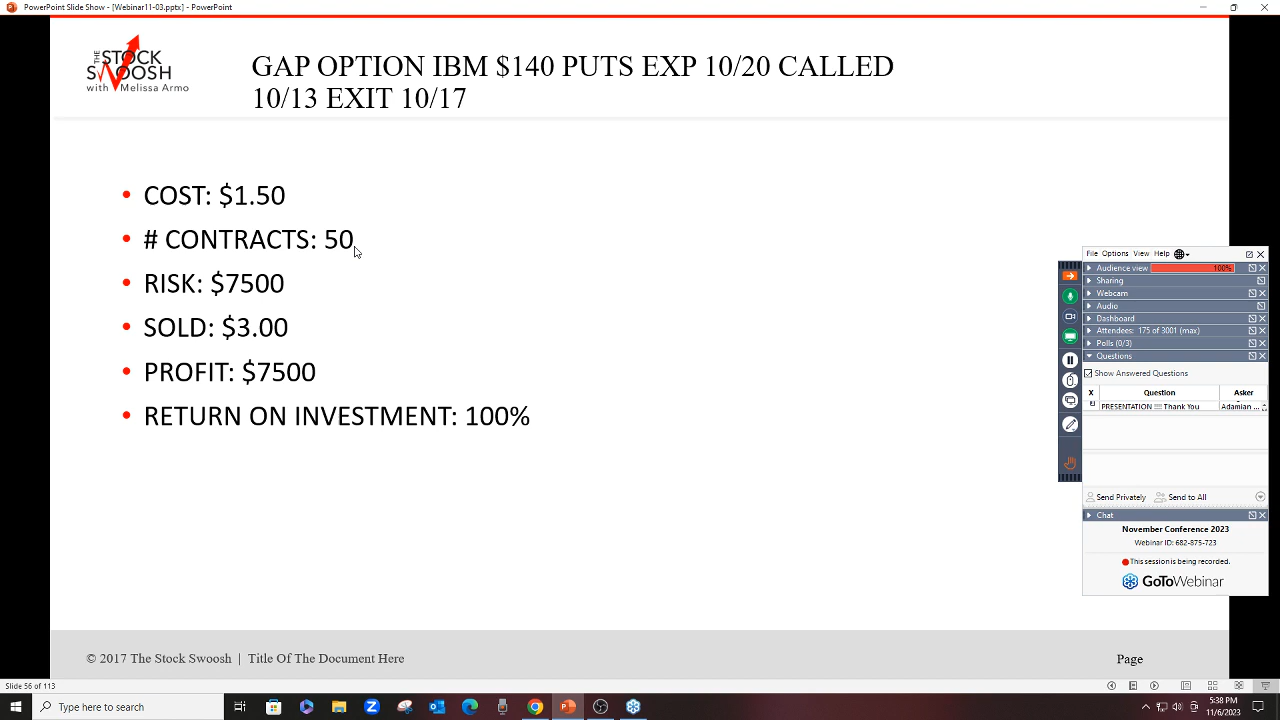 PowerPoint Slide Show - [Webinar11-03.pptx] - PowerPoint
THE STOCK
SWOOSH
with Melissa Armo
GAP OPTION IBM $140 PUTS EXP 10/20 CALLED
10/13 EXIT 10/17
• COST: $1.50
• # CONTRACTS: 50
• RISK: $7500
• SOLD: $3.00
• PROFIT: $7500
• RETURN ON INVESTMENT: 100%
File Options View Help
Audience view 100%
Sharing
Webcam
Audio
Dashboard
Attendees: 175 of 3001 (max)
Polls (0/3)
Questions
Show Answered Questions
X Question Asker
PRESENTATION !!! Thank You Adamian ...
Send Privately Send to All
Chat
November Conference 2023
Webinar ID: 682-875-723
This session is being recorded.
GoToWebinar
© 2017 The Stock Swoosh | Title Of The Document Here
Page
Slide 56 of 113
Type here to search
5:38 PM
11/6/2023